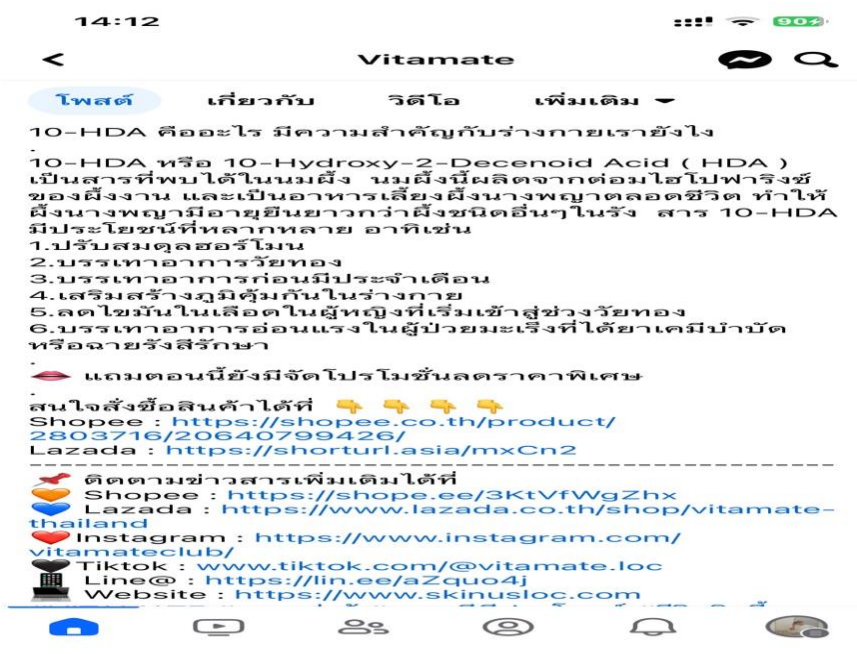 14:12
90
Vitamate
โพสต์ เกี่ยวกับ วิดีโอ เพิ่มเติม
10-HDA คืออะไร มีความสำคัญกับร่างกายเรายังไง
.
10-HDA หรือ 10-Hydroxy-2-Decenoid Acid ( HDA )
เป็นสารที่พบได้ในนมผึ้ง นมผึ้งนี้ผลิตจากต่อมไฮโปฟาริงซ์
ของผึ้งงาน และเป็นอาหารเลี้ยงผึ้งนางพญาตลอดชีวิต ทำให้
ผึ้งนางพญามีอายุยืนยาวกว่าผึ้งชนิดอื่นๆในรัง สาร 10-HDA
มีประโยชน์ที่หลากหลาย อาทิเช่น
1.ปรับสมดุลฮอร์โมน
2.บรรเทาอาการวัยทอง
3.บรรเทาอาการก่อนมีประจำเดือน
4.เสริมสร้างภูมิคุ้มกันในร่างกาย
5.ลดไขมันในเลือดในผู้หญิงที่เริ่มเข้าสู่ช่วงวัยทอง
6.บรรเทาอาการอ่อนแรงในผู้ป่วยมะเร็งที่ได้ยาเคมีบำบัด
หรือฉายรังสีรักษา
.
👄 แถมตอนนี้ยังมีจัดโปรโมชั่นลดราคาพิเศษ
.
สนใจสั่งซื้อสินค้าได้ที่ 👇👇👇👇
Shopee : https://shopee.co.th/product/
2803716/20640799426/
Lazada : https://shorturl.asia/mxCn2
------------------------------------------------------------
📌 ติดตามข่าวสารเพิ่มเติมได้ที่
🧡 Shopee : https://shope.ee/3KtVfWgZhx
💙 Lazada : https://www.lazada.co.th/shop/vitamate-
thailand
❤️Instagram : https://www.instagram.com/
vitamateclub/
🖤Tiktok : www.tiktok.com/@vitamate.loc
📱 Line@ : https://lin.ee/aZquo4j
💻 Website : https://www.skinusloc.com